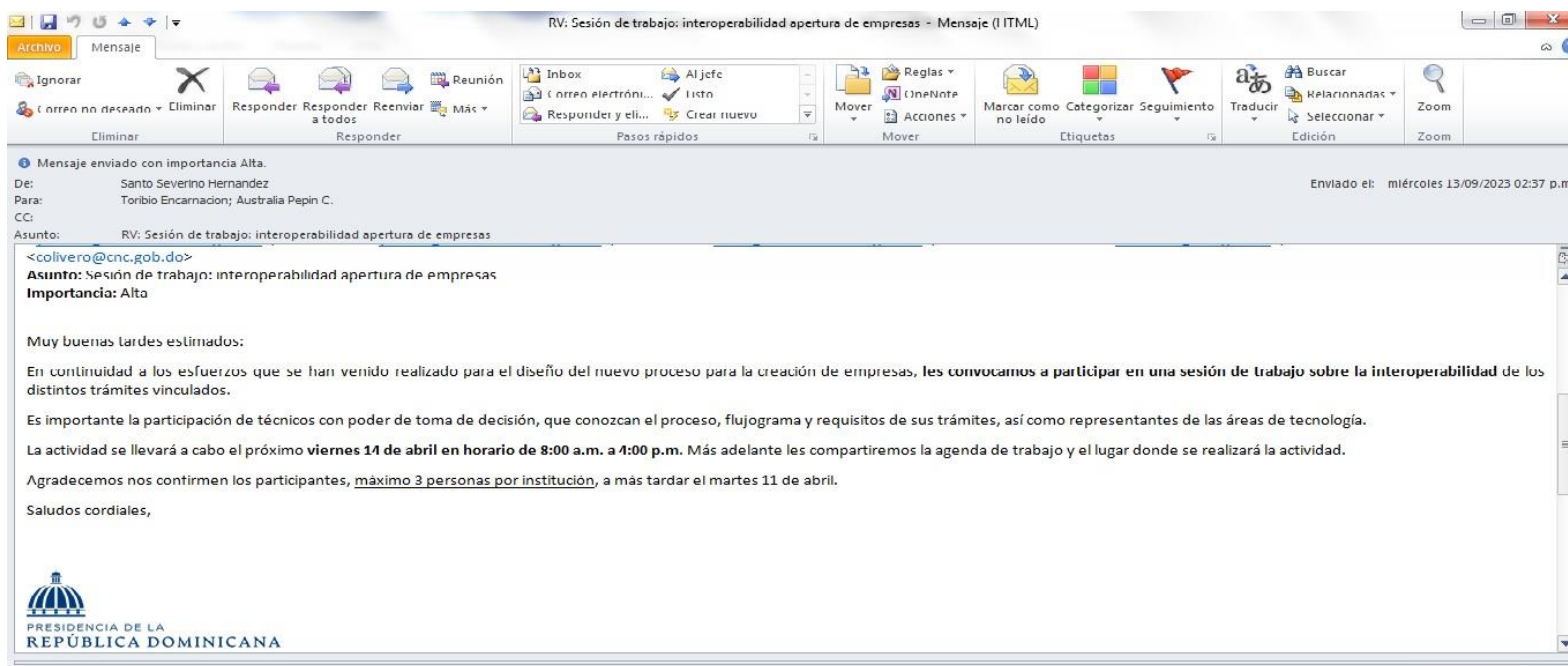 RV: Sesión de trabajo: interoperabilidad apertura de empresas - Mensaje (HTML)
Archivo Mensaje
Ignorar
Correo no deseado
Eliminar
Responder
Responder a todos
Reenviar
Reunión
Más
Inbox
Correo electróni...
Responder y eli...
Al jefe
Listo
Crear nuevo
Mover
Reglas
OneNote
Acciones
Marcar como no leído
Categorizar
Seguimiento
Traducir
Buscar
Relacionadas
Seleccionar
Zoom
Eliminar Responder Pasos rápidos Mover Etiquetas Edición Zoom
Mensaje enviado con importancia Alta.
De: Santo Severino Hernandez Enviado el: miércoles 13/09/2023 02:37 p.m
Para: Toribio Encarnacion; Australia Pepin C.
CC:
Asunto: RV: Sesión de trabajo: interoperabilidad apertura de empresas
<colivero@cnc.gob.do>
Asunto: Sesión de trabajo: interoperabilidad apertura de empresas
Importancia: Alta
Muy buenas tardes estimados:
En continuidad a los esfuerzos que se han venido realizado para el diseño del nuevo proceso para la creación de empresas, les convocamos a participar en una sesión de trabajo sobre la interoperabilidad de los
distintos trámites vinculados.
Es importante la participación de técnicos con poder de toma de decisión, que conozcan el proceso, flujograma y requisitos de sus trámites, así como representantes de las áreas de tecnología.
La actividad se llevará a cabo el próximo viernes 14 de abril en horario de 8:00 a.m. a 4:00 p.m. Más adelante les compartiremos la agenda de trabajo y el lugar donde se realizará la actividad.
Agradecemos nos confirmen los participantes, máximo 3 personas por institución, a más tardar el martes 11 de abril.
Saludos cordiales,
PRESIDENCIA DE LA
REPÚBLICA DOMINICANA